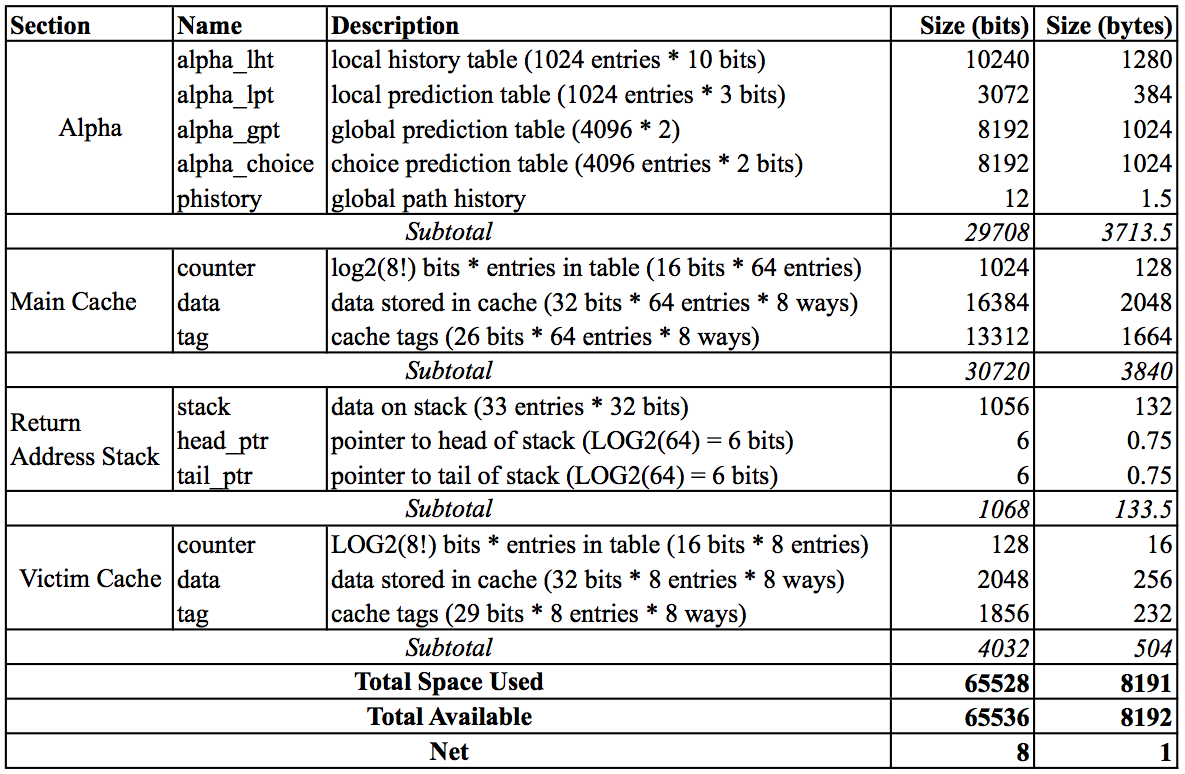 Section Name Description Size (bits) Size (bytes)
alpha_lht local history table (1024 entries * 10 bits) 10240 1280
alpha_lpt local prediction table (1024 entries * 3 bits) 3072 384
Alpha alpha_gpt global prediction table (4096 * 2) 8192 1024
alpha_choice choice prediction table (4096 entries * 2 bits) 8192 1024
phistory global path history 12 1.5
Subtotal 29708 3713.5
counter log2(8!) bits * entries in table (16 bits * 64 entries) 1024 128
Main Cache data data stored in cache (32 bits * 64 entries * 8 ways) 16384 2048
tag cache tags (26 bits * 64 entries * 8 ways) 13312 1664
Subtotal 30720 3840
stack data on stack (33 entries * 32 bits) 1056 132
Return
Address Stack head_ptr pointer to head of stack (LOG2(64) = 6 bits) 6 0.75
tail_ptr pointer to tail of stack (LOG2(64) = 6 bits) 6 0.75
Subtotal 1068 133.5
counter LOG2(8!) bits * entries in table (16 bits * 8 entries) 128 16
Victim Cache data data stored in cache (32 bits * 8 entries * 8 ways) 2048 256
tag cache tags (29 bits * 8 entries * 8 ways) 1856 232
Subtotal 4032 504
Total Space Used 65528 8191
Total Available 65536 8192
Net 8 1